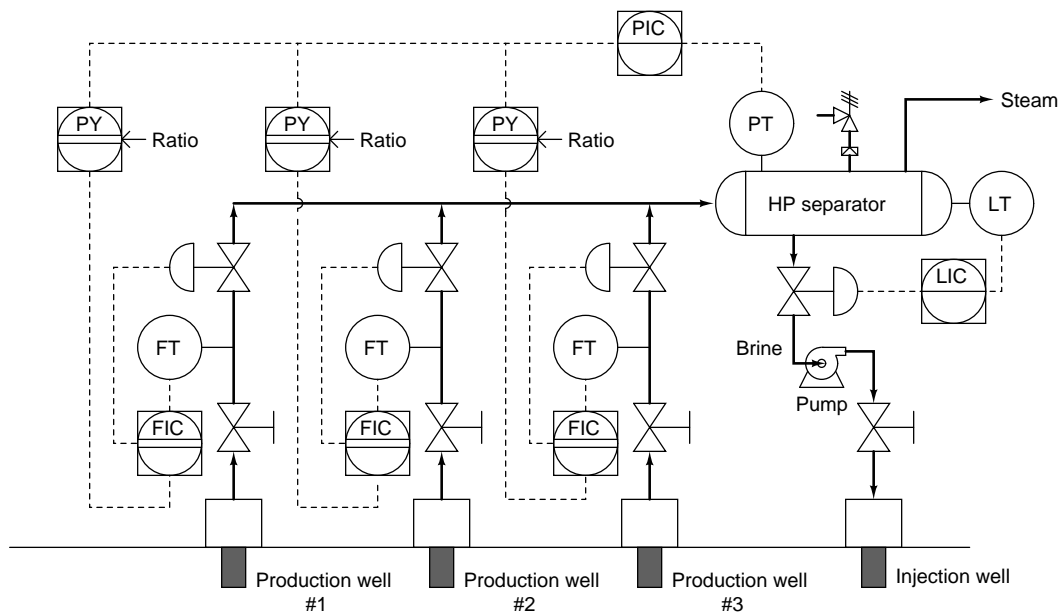 PIC
PY
Ratio
PY
Ratio
PY
Ratio
PT
Steam
HP separator
LT
LIC
FT
FT
FT
Brine
Pump
FIC
FIC
FIC
Production well
#1
Production well
#2
Production well
#3
Injection well